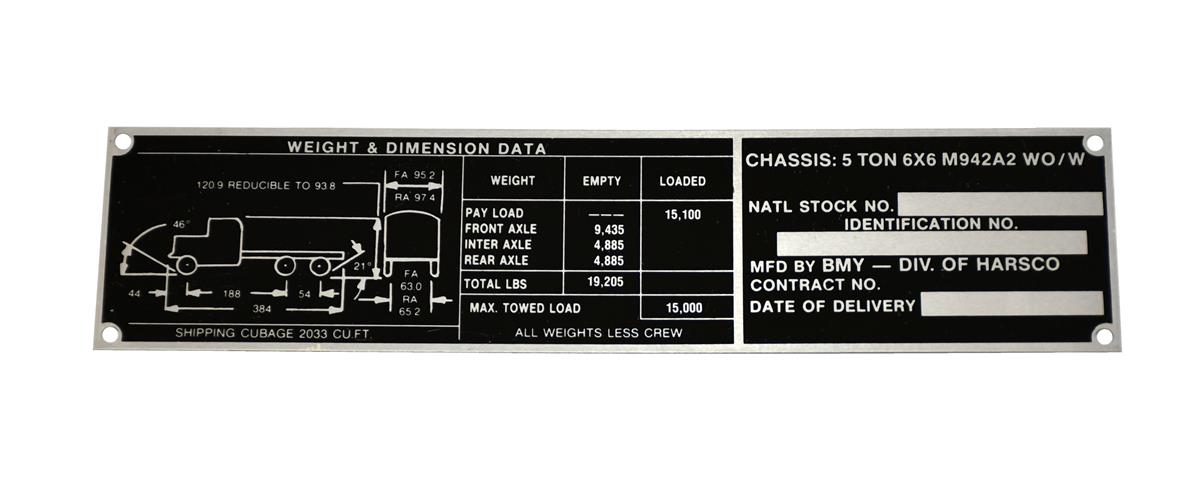 WEIGHT & DIMENSION DATA
120.9 REDUCIBLE TO 93.8
FA 95.2
RA 97.4
46°
21°
FA
63.0
RA
65.2
44
188
54
384
SHIPPING CUBAGE 2033 CU.FT.
WEIGHT EMPTY LOADED
PAY LOAD ——— 15,100
FRONT AXLE 9,435
INTER AXLE 4,885
REAR AXLE 4,885
TOTAL LBS 19,205
MAX. TOWED LOAD 15,000
ALL WEIGHTS LESS CREW
CHASSIS: 5 TON 6X6 M942A2 WO/W
NATL STOCK NO.
IDENTIFICATION NO.
MFD BY BMY — DIV. OF HARSCO
CONTRACT NO.
DATE OF DELIVERY